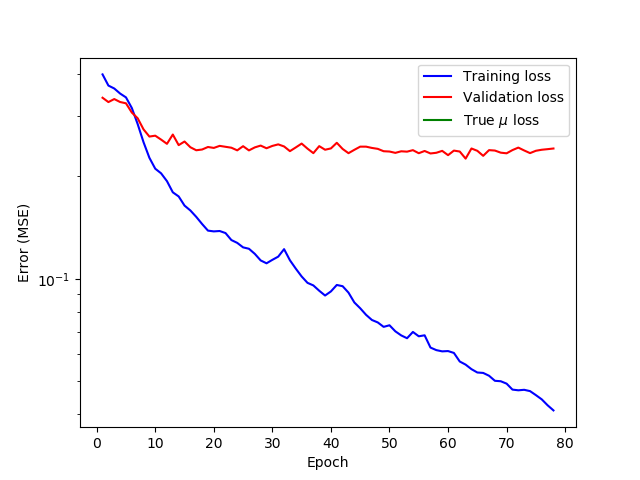 Training loss
Validation loss
True μ loss
Error (MSE)
10⁻¹
0 10 20 30 40 50 60 70 80
Epoch